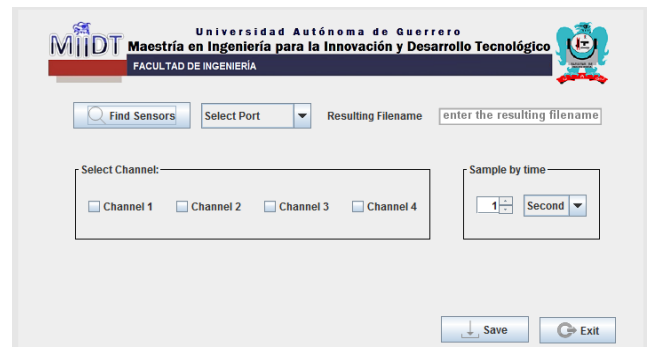 Universidad Autónoma de Guerrero
MIIDT Maestría en Ingeniería para la Innovación y Desarrollo Tecnológico
FACULTAD DE INGENIERÍA
Find Sensors Select Port Resulting Filename enter the resulting filename
Select Channel: Sample by time
Channel 1 Channel 2 Channel 3 Channel 4 1 Second
Save Exit